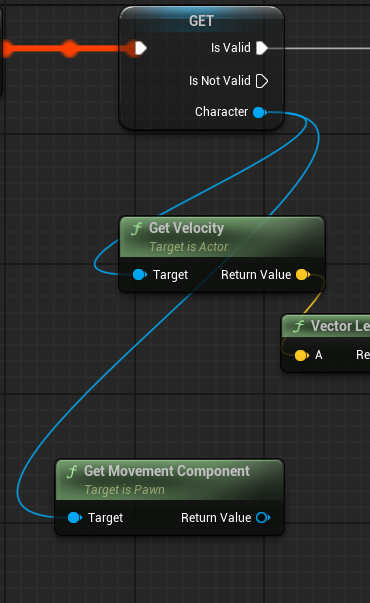 GET
Is Valid
Is Not Valid
Character
Get Velocity
Target is Actor
Target Return Value
Vector Le
A Re
Get Movement Component
Target is Pawn
Target Return Value